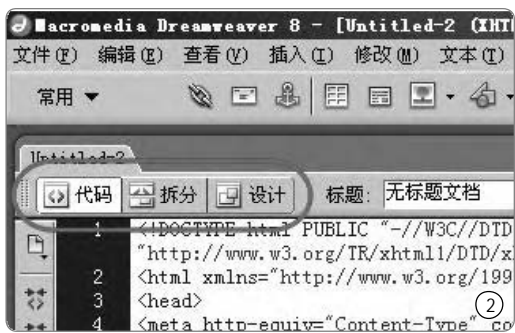 Macromedia Dreamweaver 8 - [Untitled-2 (XHT
文件(F) 编辑(E) 查看(V) 插入(I) 修改(M) 文本(T)
常用
Untitled-2
代码 拆分 设计 标题: 无标题文档
1 <!DOCTYPE html PUBLIC "-//W3C//DTD
"http://www.w3.org/TR/xhtml1/DTD/x
2 <html xmlns="http://www.w3.org/199
3 <head>
4 <meta http-equiv="Content-Type" co
②